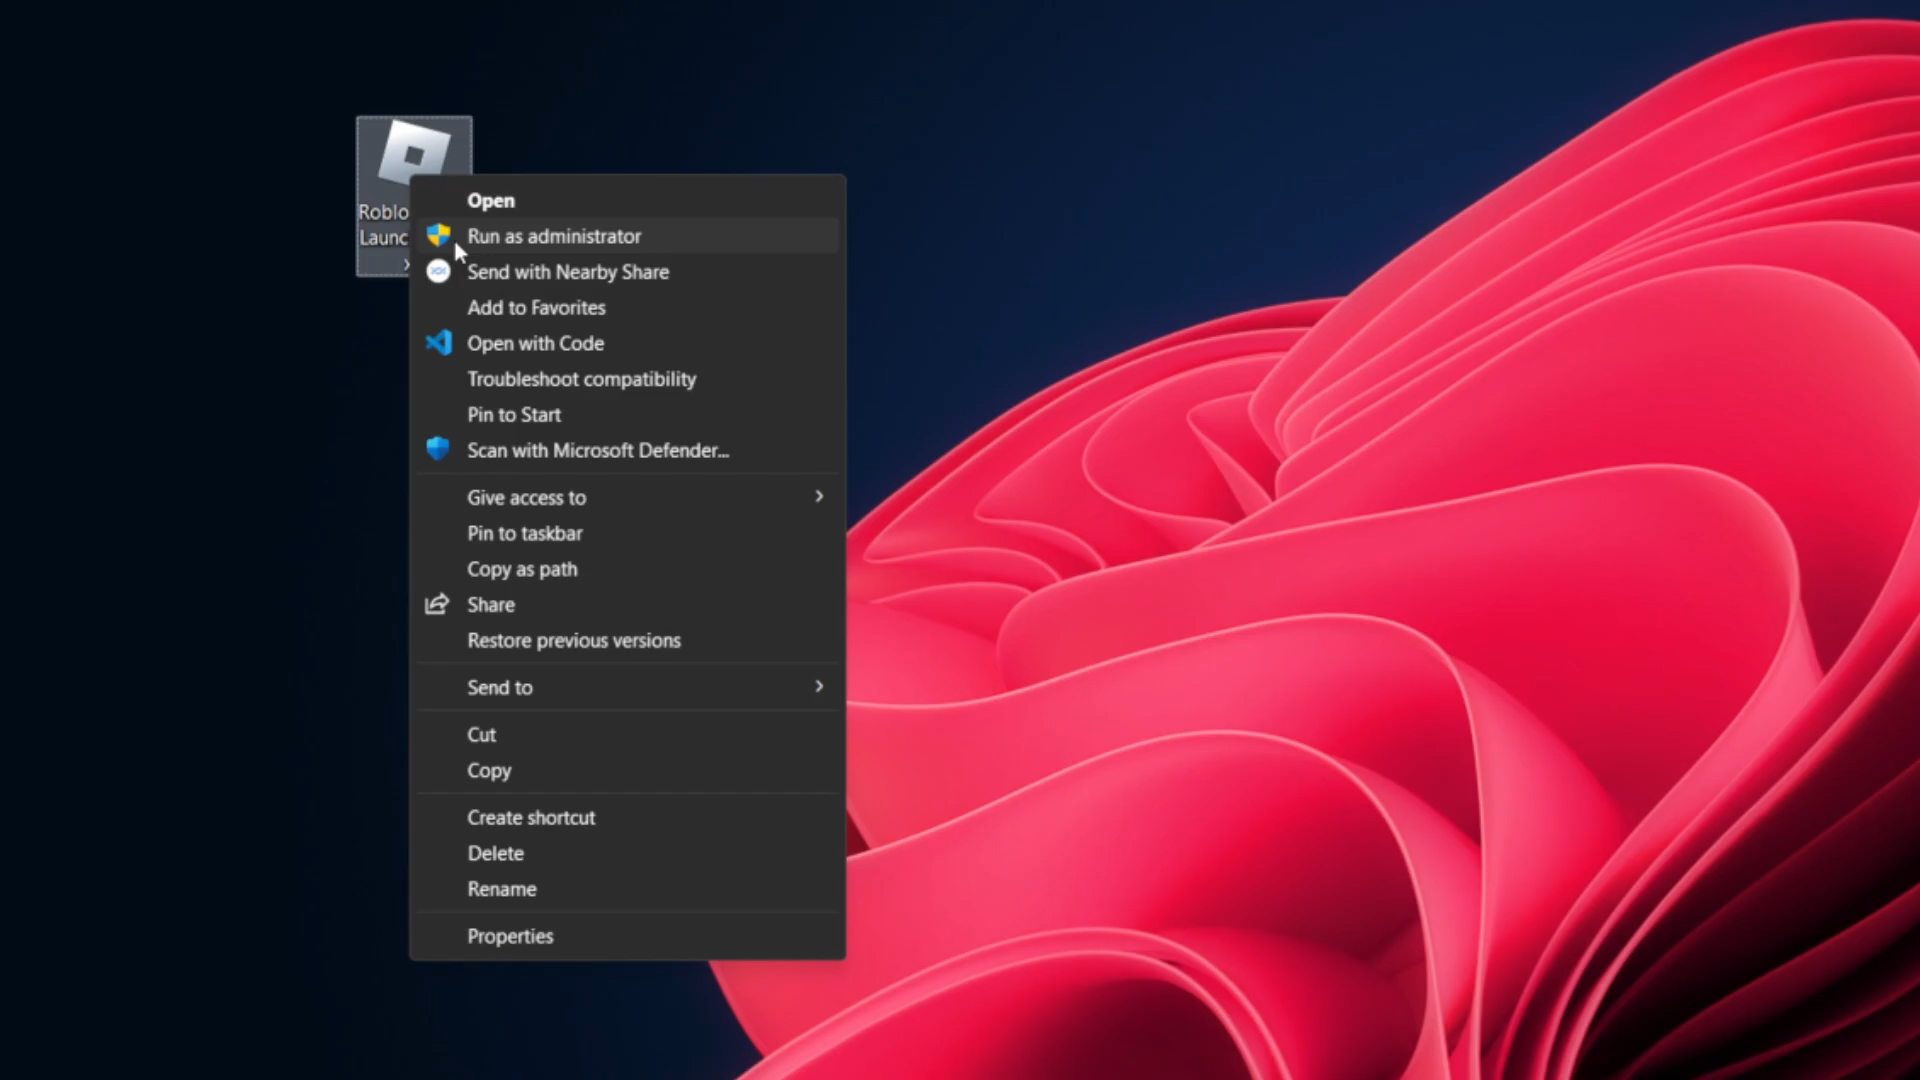 Roblo
Launc
Open
Run as administrator
Send with Nearby Share
Add to Favorites
Open with Code
Troubleshoot compatibility
Pin to Start
Scan with Microsoft Defender...
Give access to
Pin to taskbar
Copy as path
Share
Restore previous versions
Send to
Cut
Copy
Create shortcut
Delete
Rename
Properties